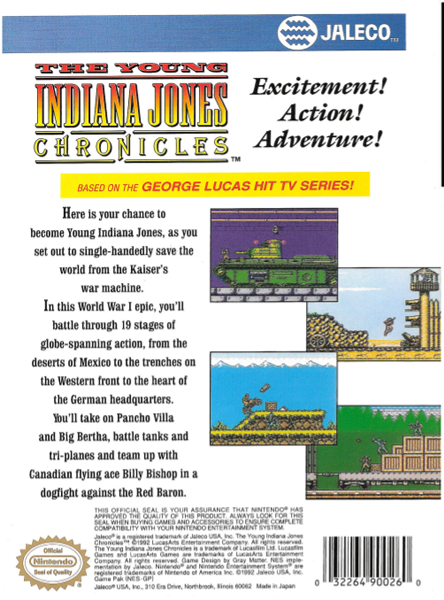 JALECO™
THE YOUNG
INDIANA JONES
CHRONICLES™
Excitement!
Action!
Adventure!
BASED ON THE GEORGE LUCAS HIT TV SERIES!
Here is your chance to
become Young Indiana Jones, as you
set out to single-handedly save the
world from the Kaiser's
war machine.
In this World War I epic, you'll
battle through 19 stages of
globe-spanning action, from the
deserts of Mexico to the trenches on
the Western front to the heart of
the German headquarters.
You'll take on Pancho Villa
and Big Bertha, battle tanks and
tri-planes and team up with
Canadian flying ace Billy Bishop in a
dogfight against the Red Baron.
THIS OFFICIAL SEAL IS YOUR ASSURANCE THAT NINTENDO® HAS
APPROVED THE QUALITY OF THIS PRODUCT. ALWAYS LOOK FOR THIS
SEAL WHEN BUYING GAMES AND ACCESSORIES TO ENSURE COMPLETE
COMPATIBILITY WITH YOUR NINTENDO ENTERTAINMENT SYSTEM.
Jaleco® is a registered trademark of Jaleco USA, Inc. The Young Indiana Jones
Chronicles™ ©1992 LucasArts Entertainment Company. All rights reserved.
The Young Indiana Jones Chronicles is a trademark of Lucasfilm Ltd. Lucasfilm
Games and LucasArts Games are trademarks of LucasArts Entertainment
Company. All rights reserved. Game Design by Gray Matter. NES imple-
mentation by Jaleco. Nintendo® and Nintendo Entertainment System® are
registered trademarks of Nintendo of America Inc. ©1992 Jaleco USA, Inc.
Game Pak (NES-GP)
Jaleco® USA, Inc., 310 Era Drive, Northbrook, Illinois 60062 Made in Japan.
Official
Nintendo
Seal of Quality
0 32264 90026 0